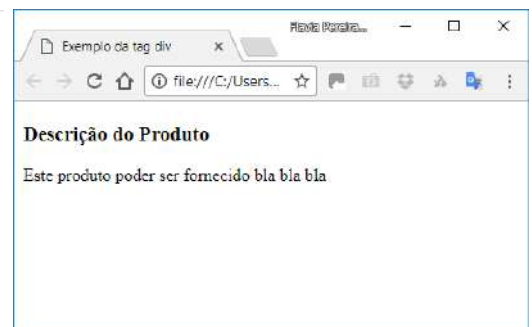 Flavia Pereira...
Exemplo da tag div
file:///C:/Users...
Descrição do Produto
Este produto poder ser fornecido bla bla bla